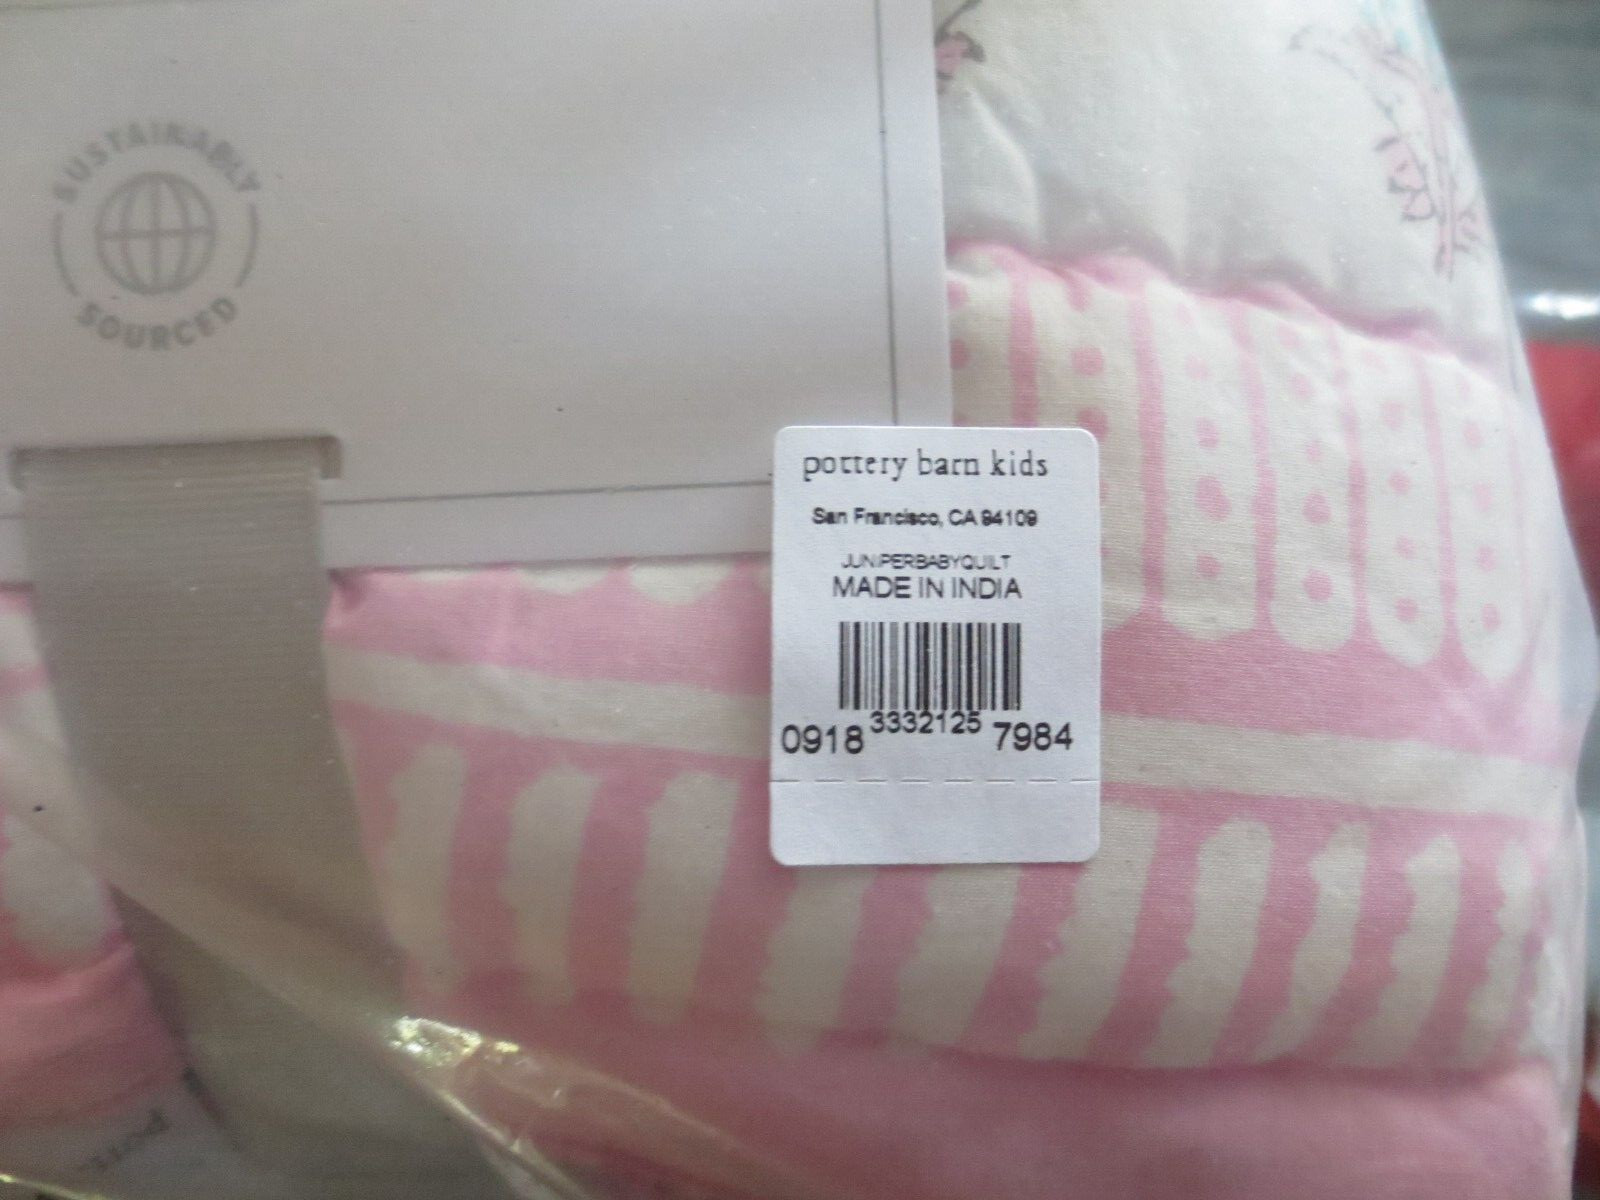 SUSTAINABLY
SOURCED
pottery barn kids
San Francisco, CA 94109
JUNIPERBABYQUILT
MADE IN INDIA
0918 3332125 7984